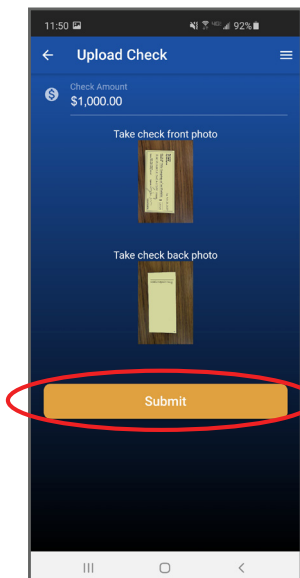 11:50
92%
Upload Check
Check Amount
$1,000.00
Take check front photo
Take check back photo
Submit